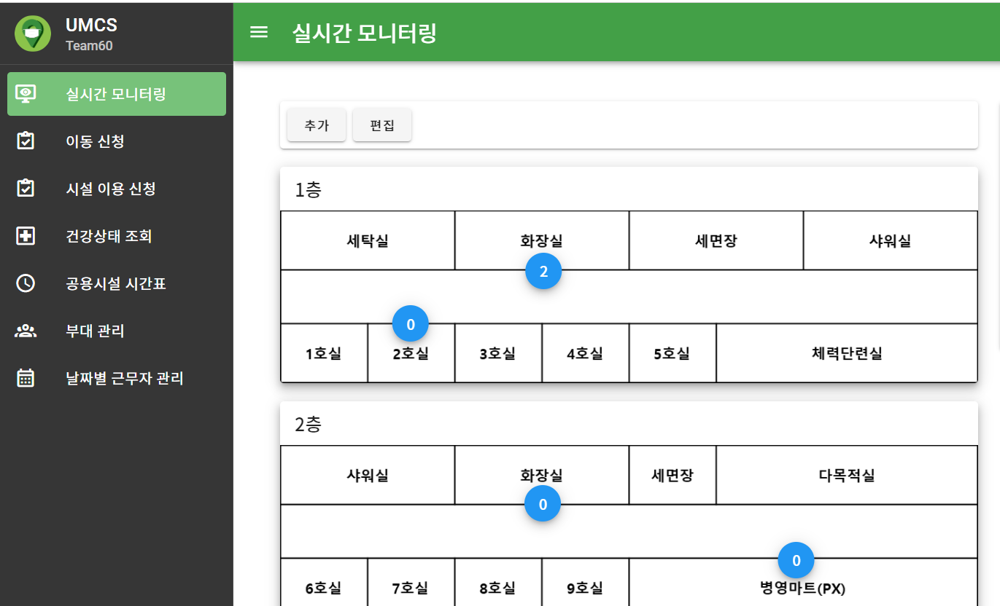 UMCS
Team60
실시간 모니터링
이동 신청
시설 이용 신청
건강상태 조회
공용시설 시간표
부대 관리
날짜별 근무자 관리
실시간 모니터링
추가 편집
1층
세탁실 화장실 세면장 샤워실
2
0
1호실 2호실 3호실 4호실 5호실 체력단련실
2층
샤워실 화장실 세면장 다목적실
0
0
6호실 7호실 8호실 9호실 병영마트(PX)